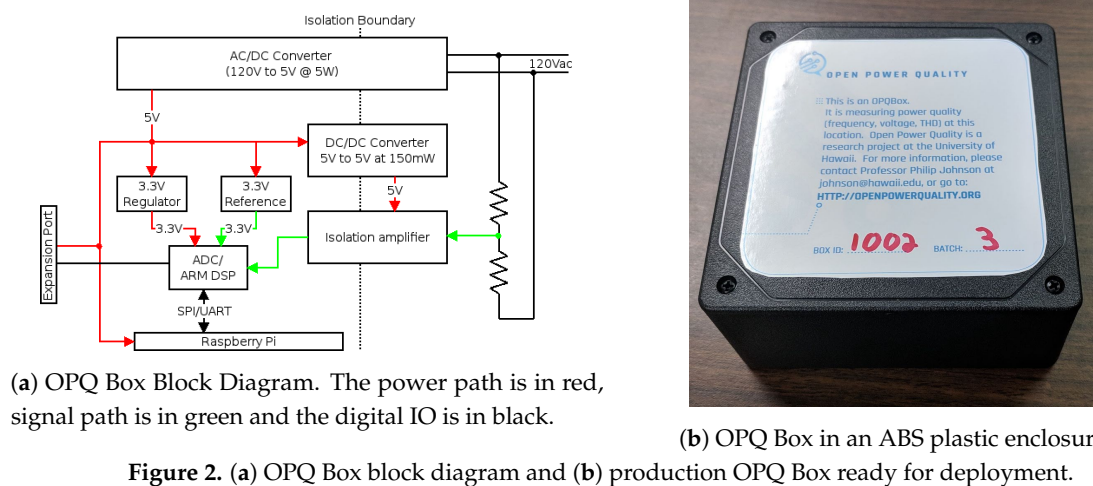 Isolation Boundary
AC/DC Converter
(120V to 5V @ 5W)
120Vac
5V
DC/DC Converter
5V to 5V at 150mW
3.3V
Regulator
3.3V
Reference
5V
3.3V
3.3V
Isolation amplifier
Expansion Port
ADC/
ARM DSP
SPI/UART
Raspberry Pi
(a) OPQ Box Block Diagram. The power path is in red,
signal path is in green and the digital IO is in black.
OPEN POWER QUALITY
This is an OPQBox.
It is measuring power quality
(frequency, voltage, THD) at this
location. Open Power Quality is a
research project at the University of
Hawaii. For more information, please
contact Professor Philip Johnson at
johnson@hawaii.edu, or go to:
HTTP://OPENPOWERQUALITY.ORG
BOX ID: 1002 BATCH: 3
(b) OPQ Box in an ABS plastic enclosur
Figure 2. (a) OPQ Box block diagram and (b) production OPQ Box ready for deployment.